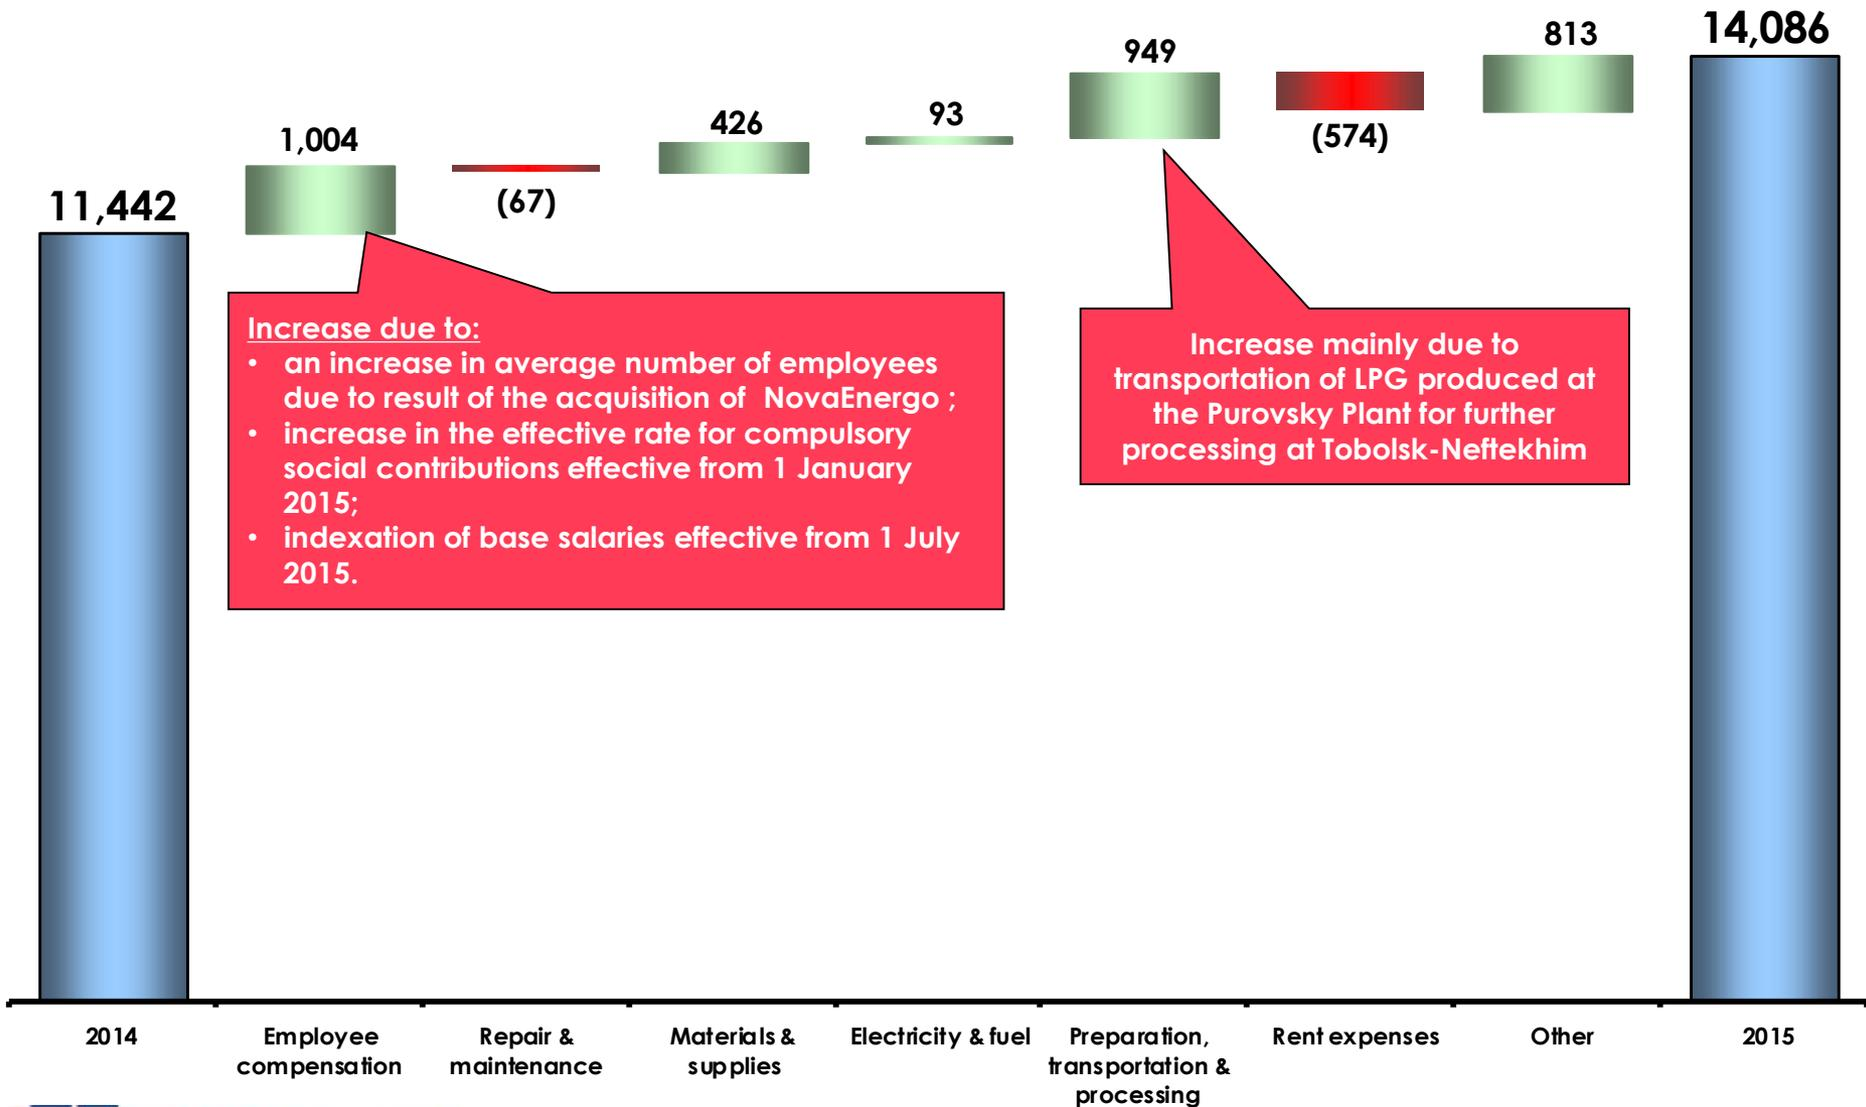 14,086
813
949
1,004
426
93
(574)
11,442
(67)
Increase due to:
• an increase in average number of employees
due to result of the acquisition of NovaEnergo ;
• increase in the effective rate for compulsory
social contributions effective from 1 January
2015;
• indexation of base salaries effective from 1 July
2015.
Increase mainly due to
transportation of LPG produced at
the Purovsky Plant for further
processing at Tobolsk-Neftekhim
2014
Employee
compensation
Repair &
maintenance
Materials &
supplies
Electricity & fuel
Preparation,
transportation &
processing
Rent expenses
Other
2015